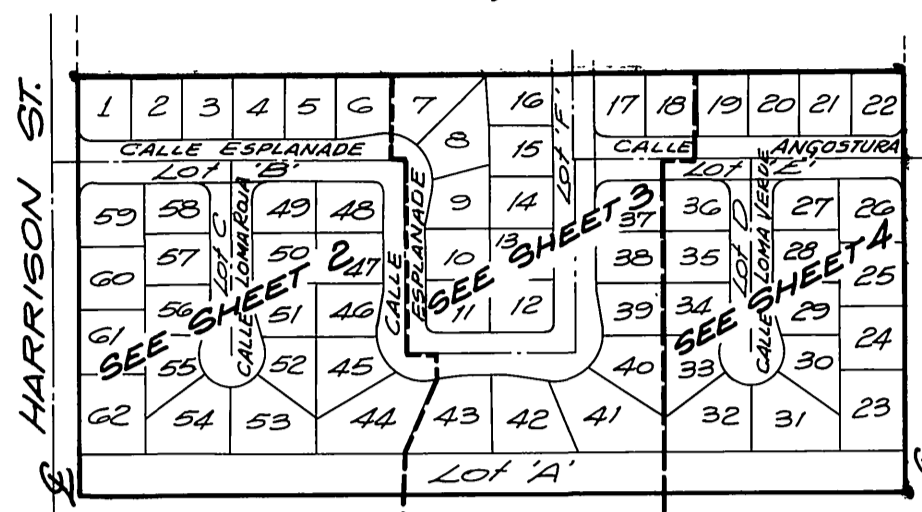 HARRISON ST.
1 2 3 4 5 6 7 8 16 17 18 19 20 21 22
CALLE ESPLANADE
Lot 'B'
15
Lot 'F'
CALLE ANGOSTURA
Lot 'E'
59 58 49 48 9 14 37 36 27 26
Lot C
CALLE LOMA ROJA
CALLE ESPLANADE
Lot D
CALLE LOMA VERDE
57 50 47 10 13 38 35 28 25
60
SEE SHEET 2
SEE SHEET 3
SEE SHEET 4
61 56 51 46 11 12 39 34 29 24
55 52 45 40 33 30
62 54 53 44 43 42 41 32 31 23
Lot 'A'